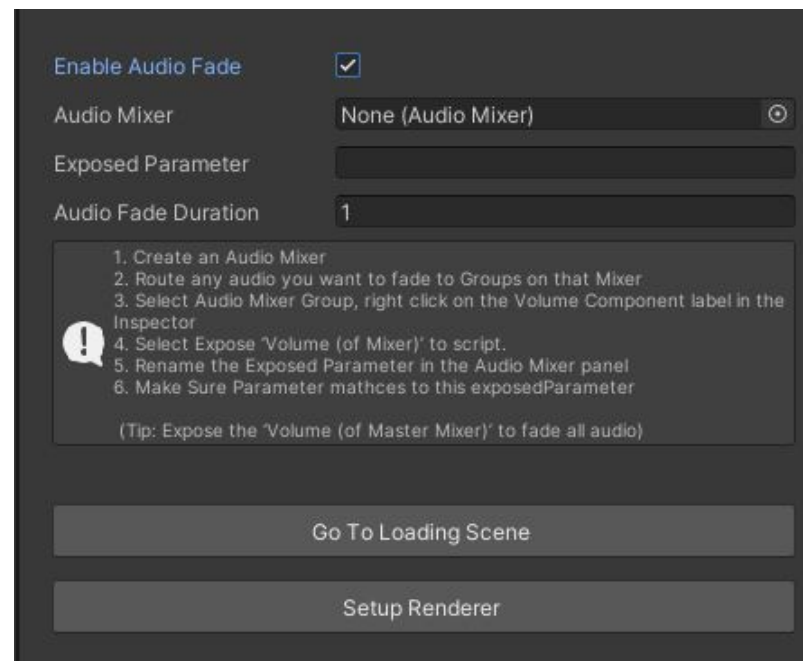 Enable Audio Fade
Audio Mixer None (Audio Mixer)
Exposed Parameter
Audio Fade Duration 1
1. Create an Audio Mixer
2. Route any audio you want to fade to Groups on that Mixer
3. Select Audio Mixer Group, right click on the Volume Component label in the
Inspector
4. Select Expose 'Volume (of Mixer)' to script.
5. Rename the Exposed Parameter in the Audio Mixer panel
6. Make Sure Parameter mathces to this exposedParameter
(Tip: Expose the 'Volume (of Master Mixer)' to fade all audio)
Go To Loading Scene
Setup Renderer